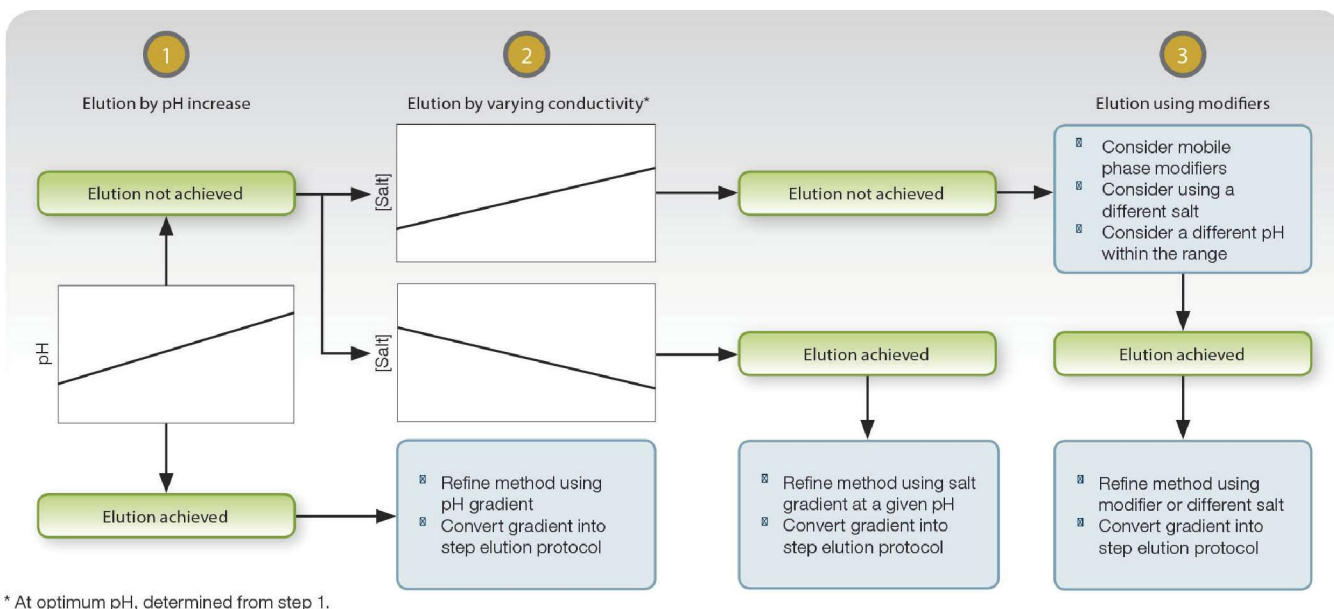 1
2
3
Elution by pH increase
Elution by varying conductivity*
Elution using modifiers
Elution not achieved
[Salt]
Elution not achieved
Consider mobile
phase modifiers
Consider using a
different salt
Consider a different pH
within the range
pH
[Salt]
Elution achieved
Elution achieved
Elution achieved
Refine method using
pH gradient
Convert gradient into
step elution protocol
Refine method using salt
gradient at a given pH
Convert gradient into
step elution protocol
Refine method using
modifier or different salt
Convert gradient into
step elution protocol
* At optimum pH, determined from step 1.